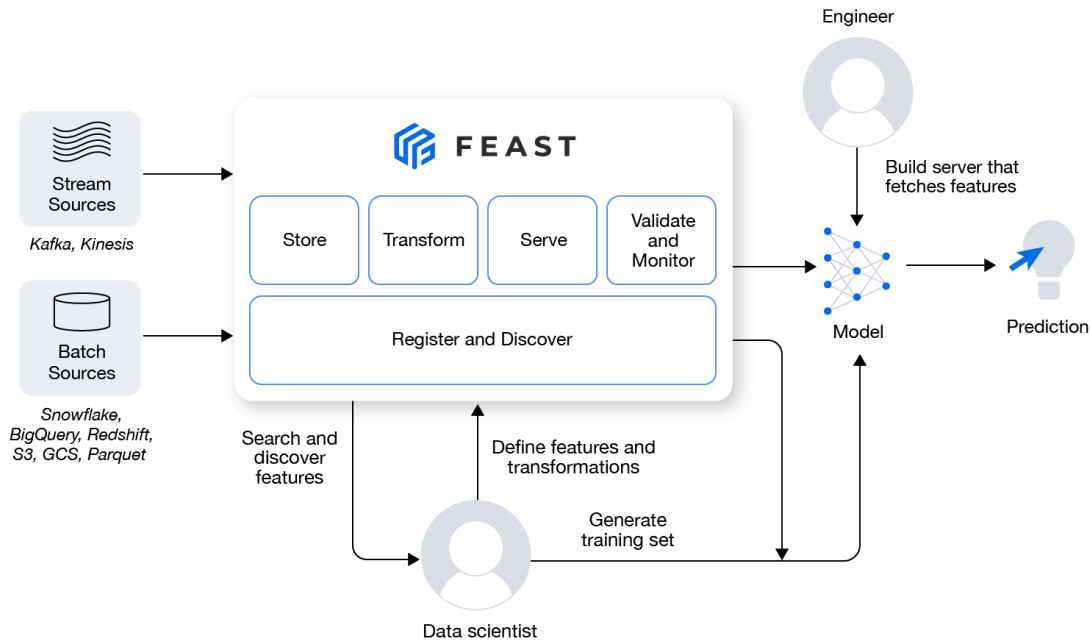 Engineer
Build server that
fetches features
Stream
Sources
Kafka, Kinesis
FEAST
Store
Transform
Serve
Validate
and
Monitor
Register and Discover
Batch
Sources
Snowflake,
BigQuery, Redshift,
S3, GCS, Parquet
Model
Prediction
Search and
discover
features
Define features and
transformations
Generate
training set
Data scientist